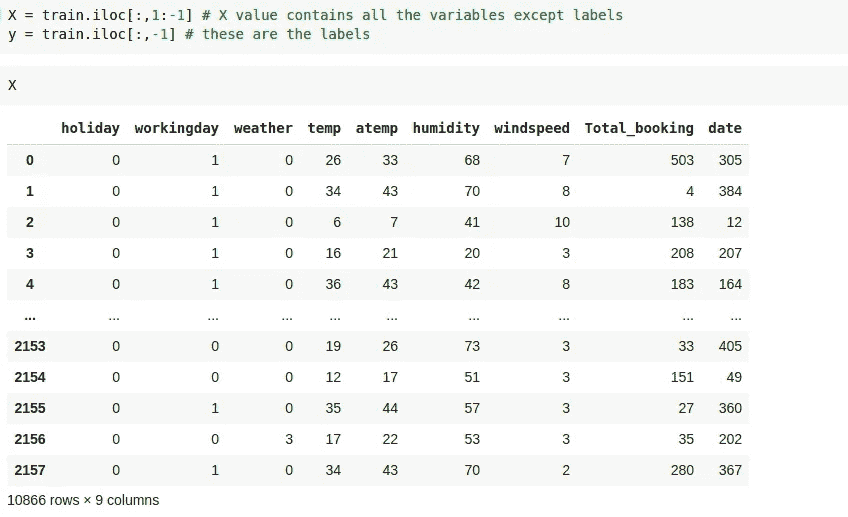 X = train.iloc[:,1:-1] # X value contains all the variables except labels
y = train.iloc[:,-1] # these are the labels
X
holiday workingday weather temp atemp humidity windspeed Total_booking date
0 0 1 0 26 33 68 7 503 305
1 0 1 0 34 43 70 8 4 384
2 0 1 0 6 7 41 10 138 12
3 0 1 0 16 21 20 3 208 207
4 0 1 0 36 43 42 8 183 164
... ... ... ... ... ... ... ... ... ...
2153 0 0 0 19 26 73 3 33 405
2154 0 0 0 12 17 51 3 151 49
2155 0 1 0 35 44 57 3 27 360
2156 0 0 3 17 22 53 3 35 202
2157 0 1 0 34 43 70 2 280 367
10866 rows × 9 columns